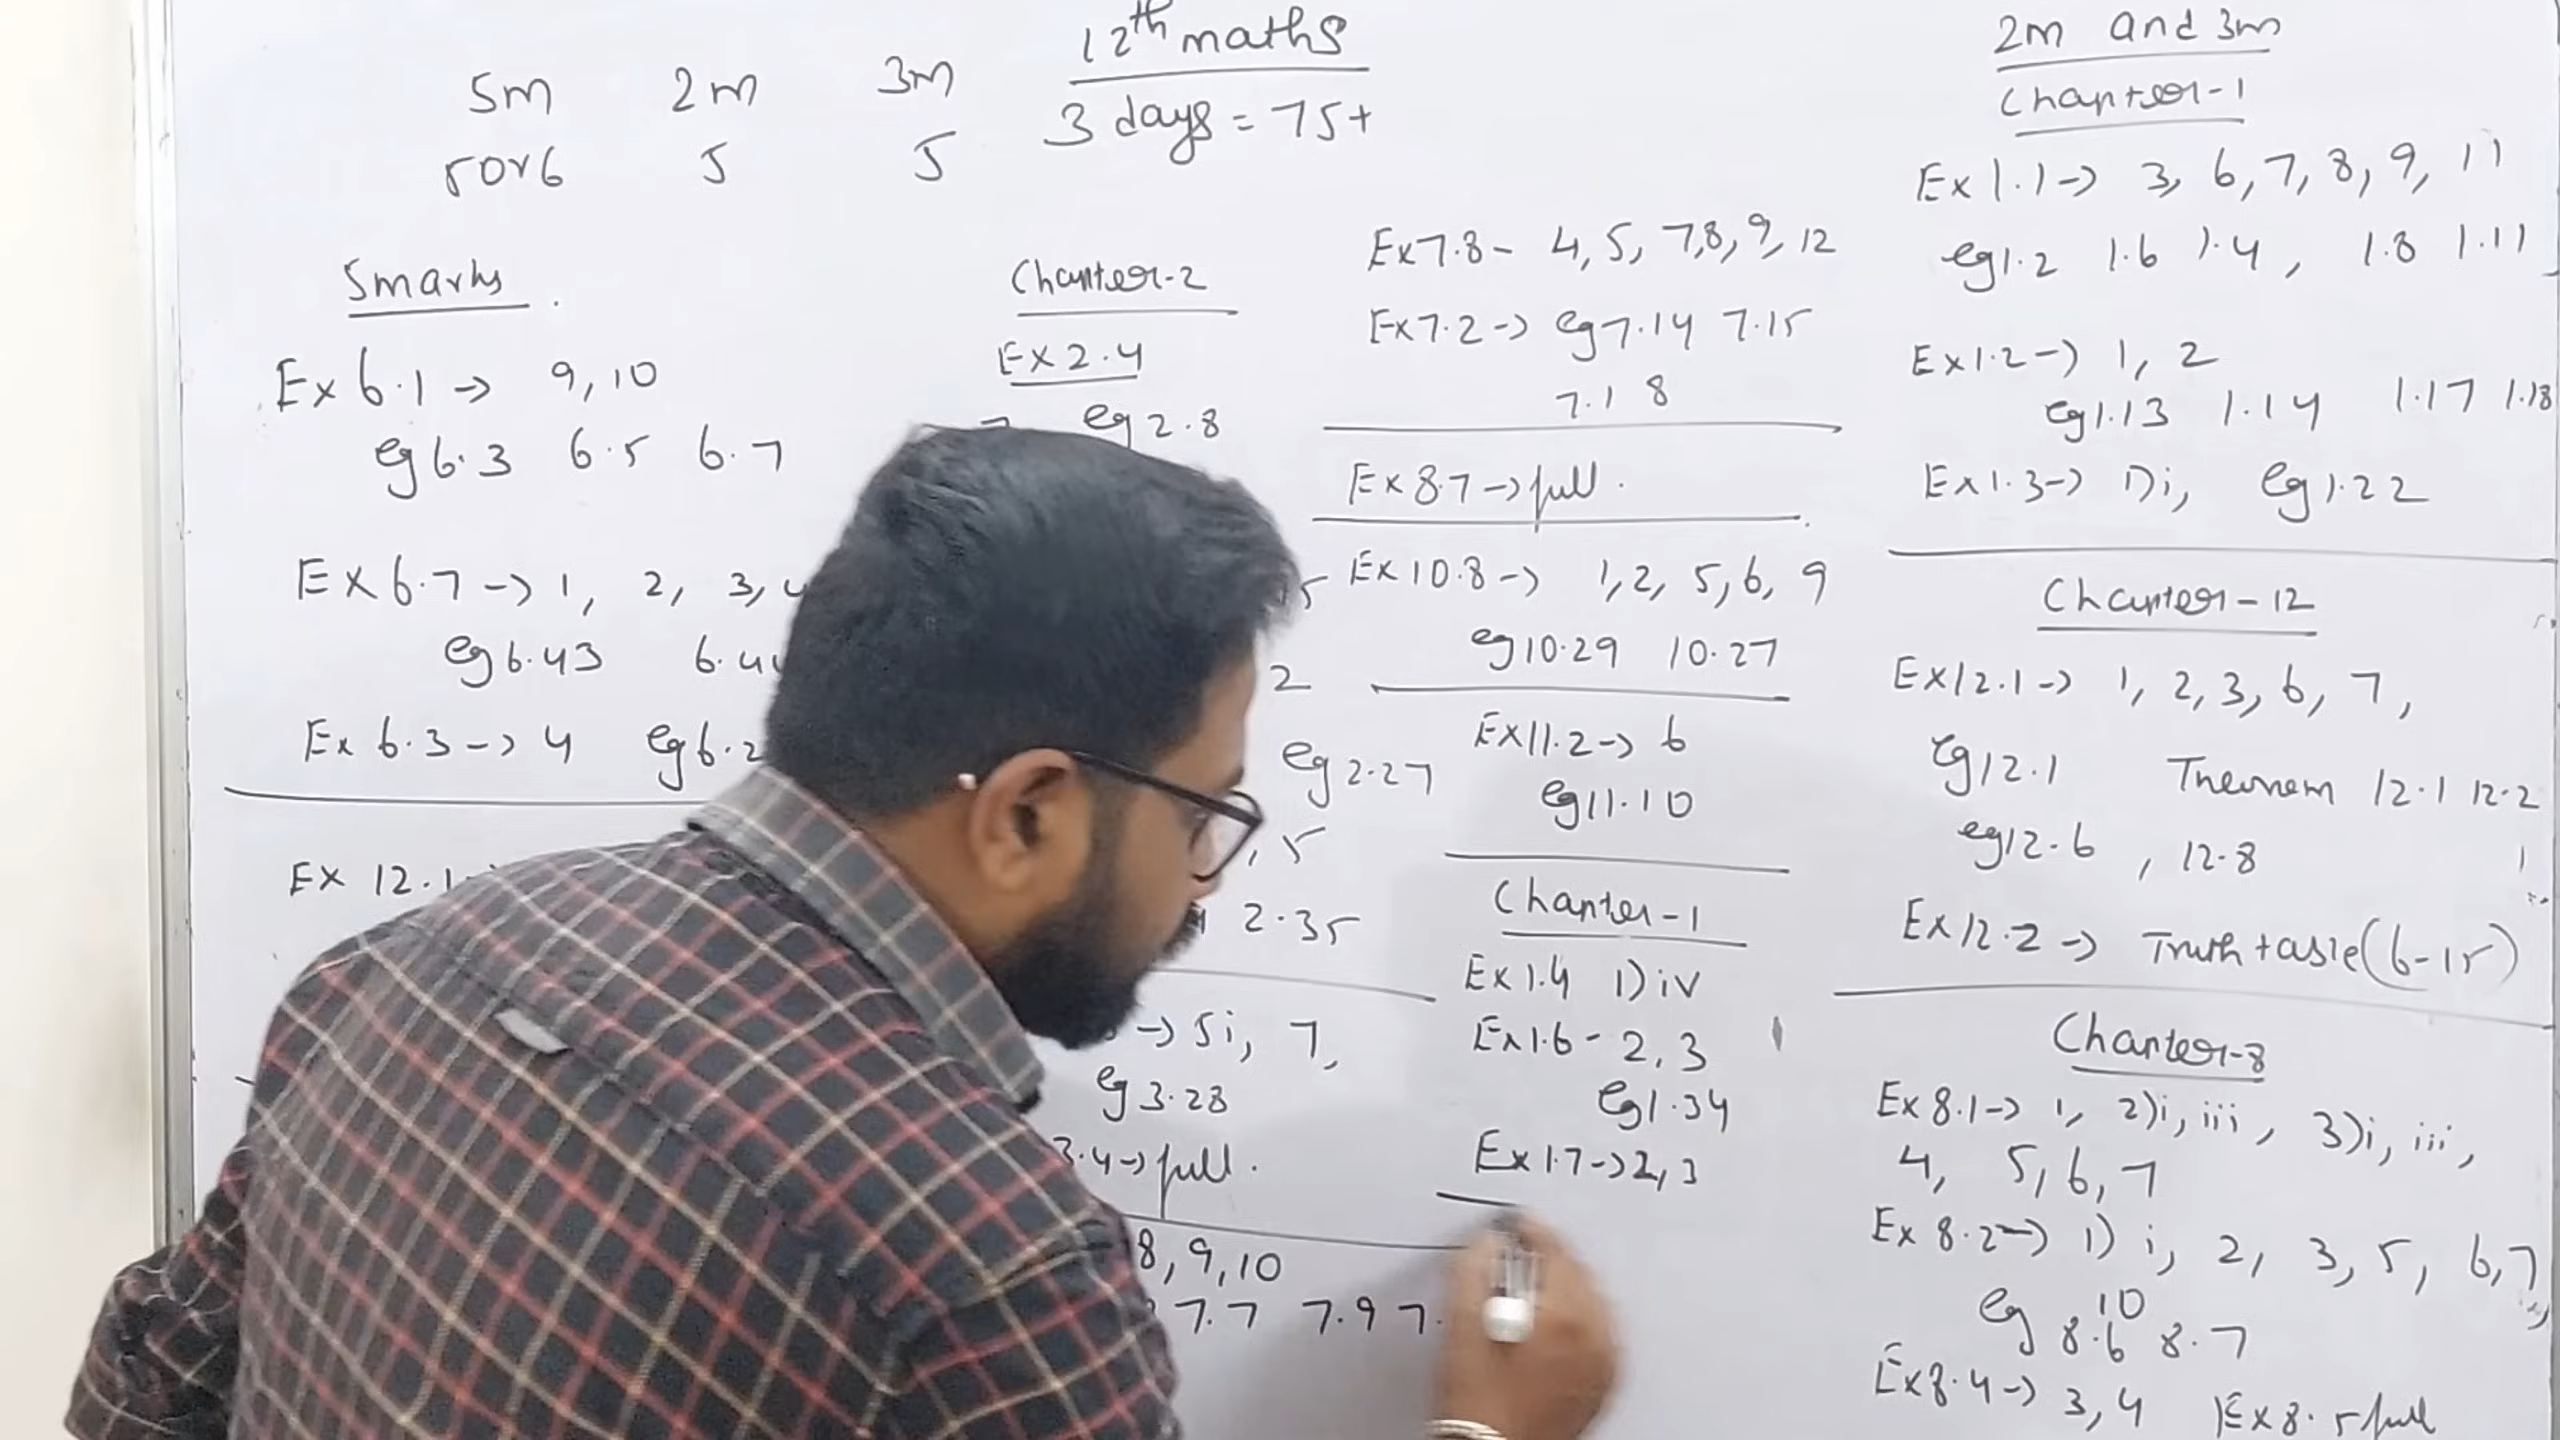 12th maths
3 days = 75+
5m 2m 3m
5or6 5 5
5marks
Ex 6.1 -> 9, 10
eg 6.3 6.5 6.7
Ex 6.7 -> 1, 2, 3,
eg 6.43
Ex 6.3 -> 4
Ex 12.1
Chapter-2
Ex 2.4
eg 2.8
2
eg 2.27
, 5
2.35
-> 5i, 7,
eg 3.28
3.4 -> full.
8, 9, 10
7.7 7.9 7.
Ex 7.8 - 4, 5, 7, 8, 9, 12
Ex 7.2 -> eg 7.14 7.15
7.18
Ex 8.7 -> full.
Ex 10.8 -> 1, 2, 5, 6, 9
eg 10.29 10.27
Ex 11.2 -> 6
eg 11.10
Chapter-1
Ex 1.4 1) iv
Ex 1.6 - 2, 3
eg 1.34
Ex 1.7 -> 2, 3
2m and 3m
Chapter-1
Ex 1.1 -> 3, 6, 7, 8, 9, 11
eg 1.2 1.6 1.4, 1.8 1.11
Ex 1.2 -> 1, 2
eg 1.13 1.14 1.17 1.18
Ex 1.3 -> 1) i, eg 1.22
Chapter-12
Ex 12.1 -> 1, 2, 3, 6, 7,
eg 12.1 Theorem 12.1 12.2
eg 12.6, 12.8
Ex 12.2 -> Truth table (6-15)
Chapter-8
Ex 8.1 -> 1, 2) i, iii, 3) i, iii,
4, 5, 6, 7
Ex 8.2 -> 1) i, 2, 3, 5, 6, 7
10
eg 8.6 8.7
Ex 8.4 -> 3, 4 Ex 8.5 full